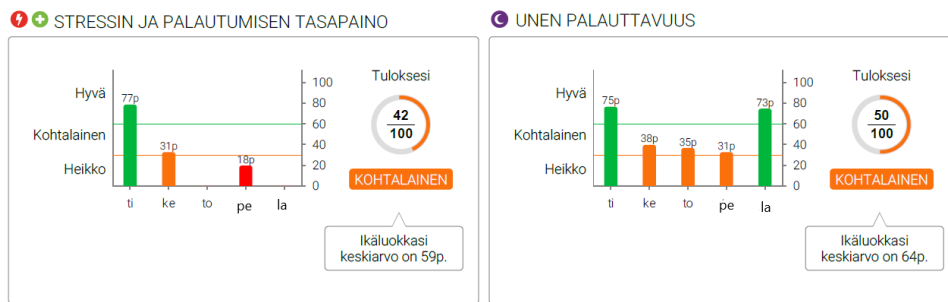 STRESSIN JA PALAUTUMISEN TASAPAINO
Hyvä
Kohtalainen
Heikko
77p
31p
18p
100
80
60
40
20
0
ti ke to pe la
Tuloksesi
42
100
KOHTALAINEN
Ikäluokkasi
keskiarvo on 59p.
UNEN PALAUTTAVUUS
Hyvä
Kohtalainen
Heikko
75p
38p
35p
31p
73p
100
80
60
40
20
0
ti ke to pe la
Tuloksesi
50
100
KOHTALAINEN
Ikäluokkasi
keskiarvo on 64p.